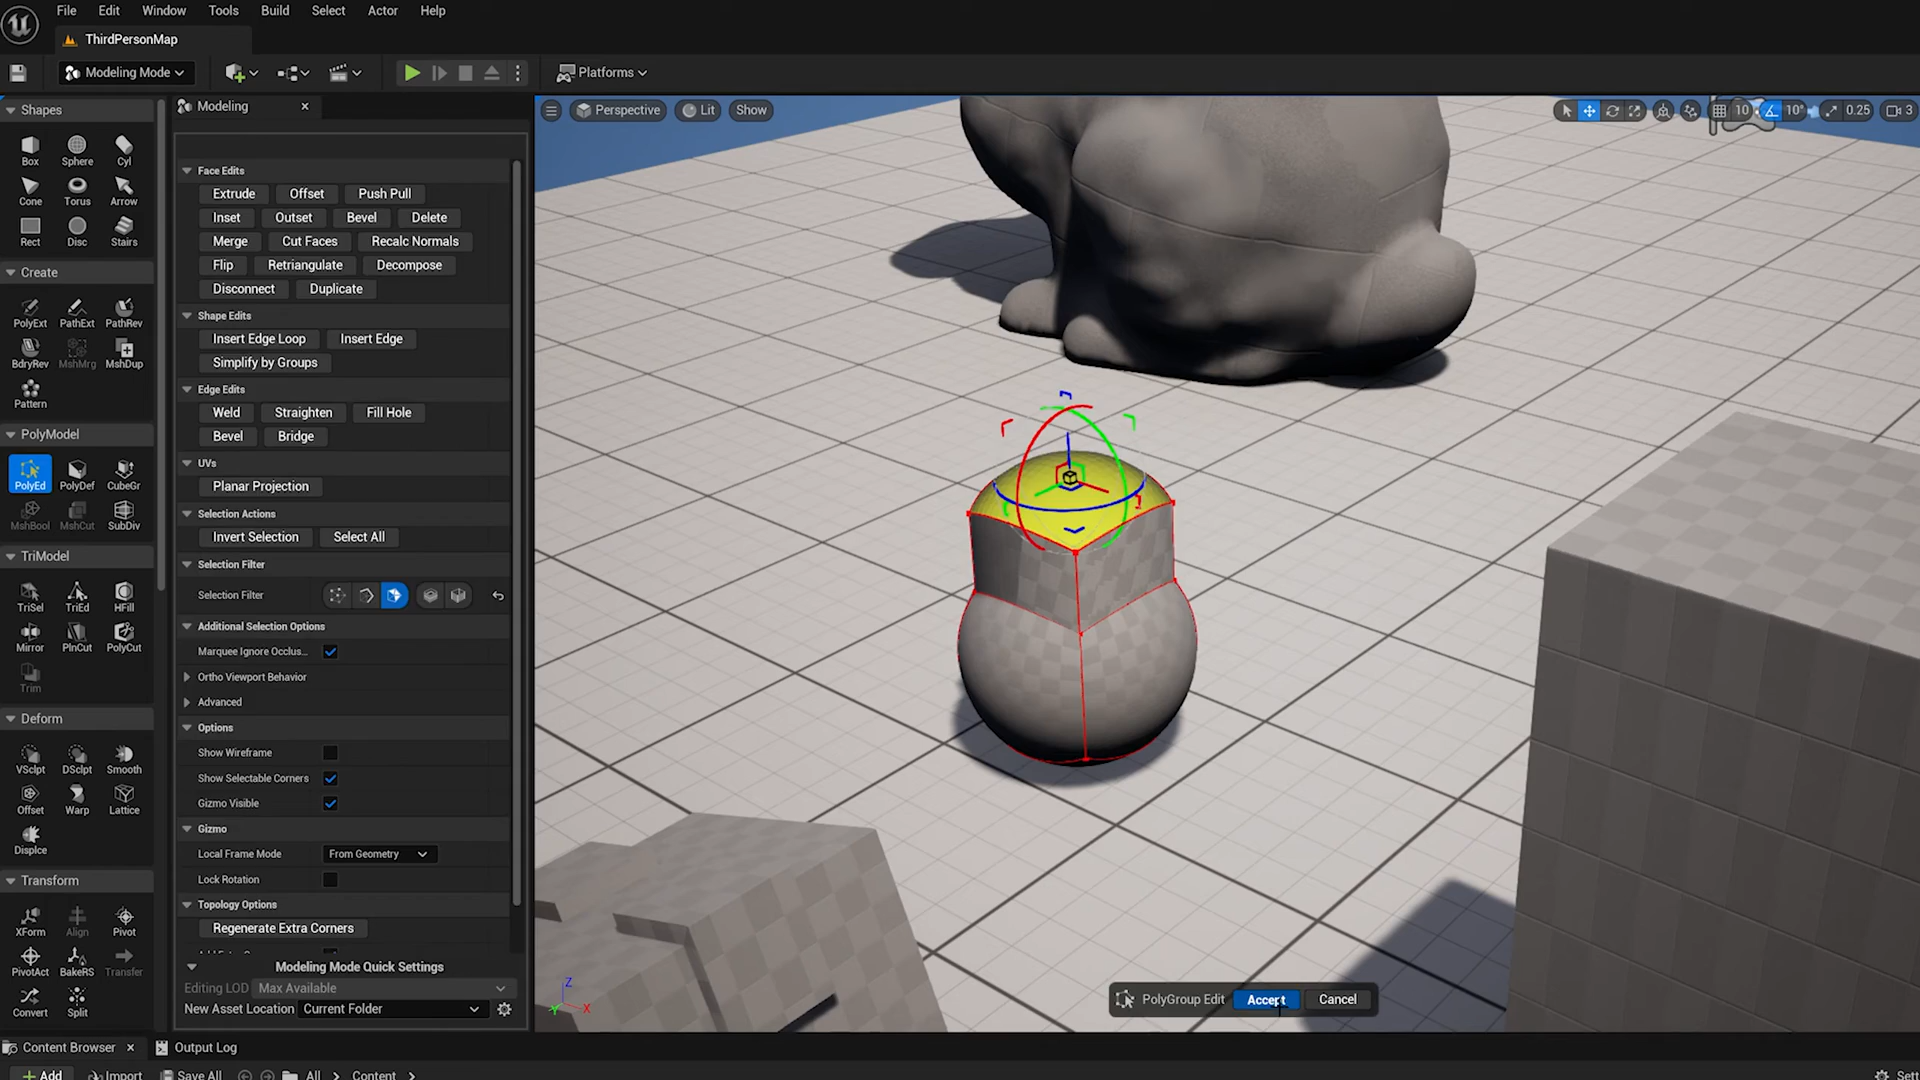 File Edit Window Tools Build Select Actor Help
ThirdPersonMap
Modeling Mode
Platforms
Shapes
Box Sphere Cyl
Cone Torus Arrow
Rect Disc Stairs
Create
PolyExt PathExt PathRev
BdryRev MshMrg MshDup
Pattern
PolyModel
PolyEd PolyDef CubeGr
MshBool MshCut SubDiv
TriModel
TriSel TriEd HFill
Mirror PlnCut PolyCut
Trim
Deform
VSclpt DSclpt Smooth
Offset Warp Lattice
Displce
Transform
XForm Align Pivot
PivotAct BakeRS Transfer
Convert Split
Modeling
Face Edits
Extrude Offset Push Pull
Inset Outset Bevel Delete
Merge Cut Faces Recalc Normals
Flip Retriangulate Decompose
Disconnect Duplicate
Shape Edits
Insert Edge Loop Insert Edge
Simplify by Groups
Edge Edits
Weld Straighten Fill Hole
Bevel Bridge
UVs
Planar Projection
Selection Actions
Invert Selection Select All
Selection Filter
Selection Filter
Additional Selection Options
Marquee Ignore Occlus...
Ortho Viewport Behavior
Advanced
Options
Show Wireframe
Show Selectable Corners
Gizmo Visible
Gizmo
Local Frame Mode From Geometry
Lock Rotation
Topology Options
Regenerate Extra Corners
Modeling Mode Quick Settings
Editing LOD Max Available
New Asset Location Current Folder
Perspective Lit Show
10 10° 0.25 3
Z
X
Y
PolyGroup Edit Accept Cancel
Content Browser Output Log
Add Import Save All All Content
Sett